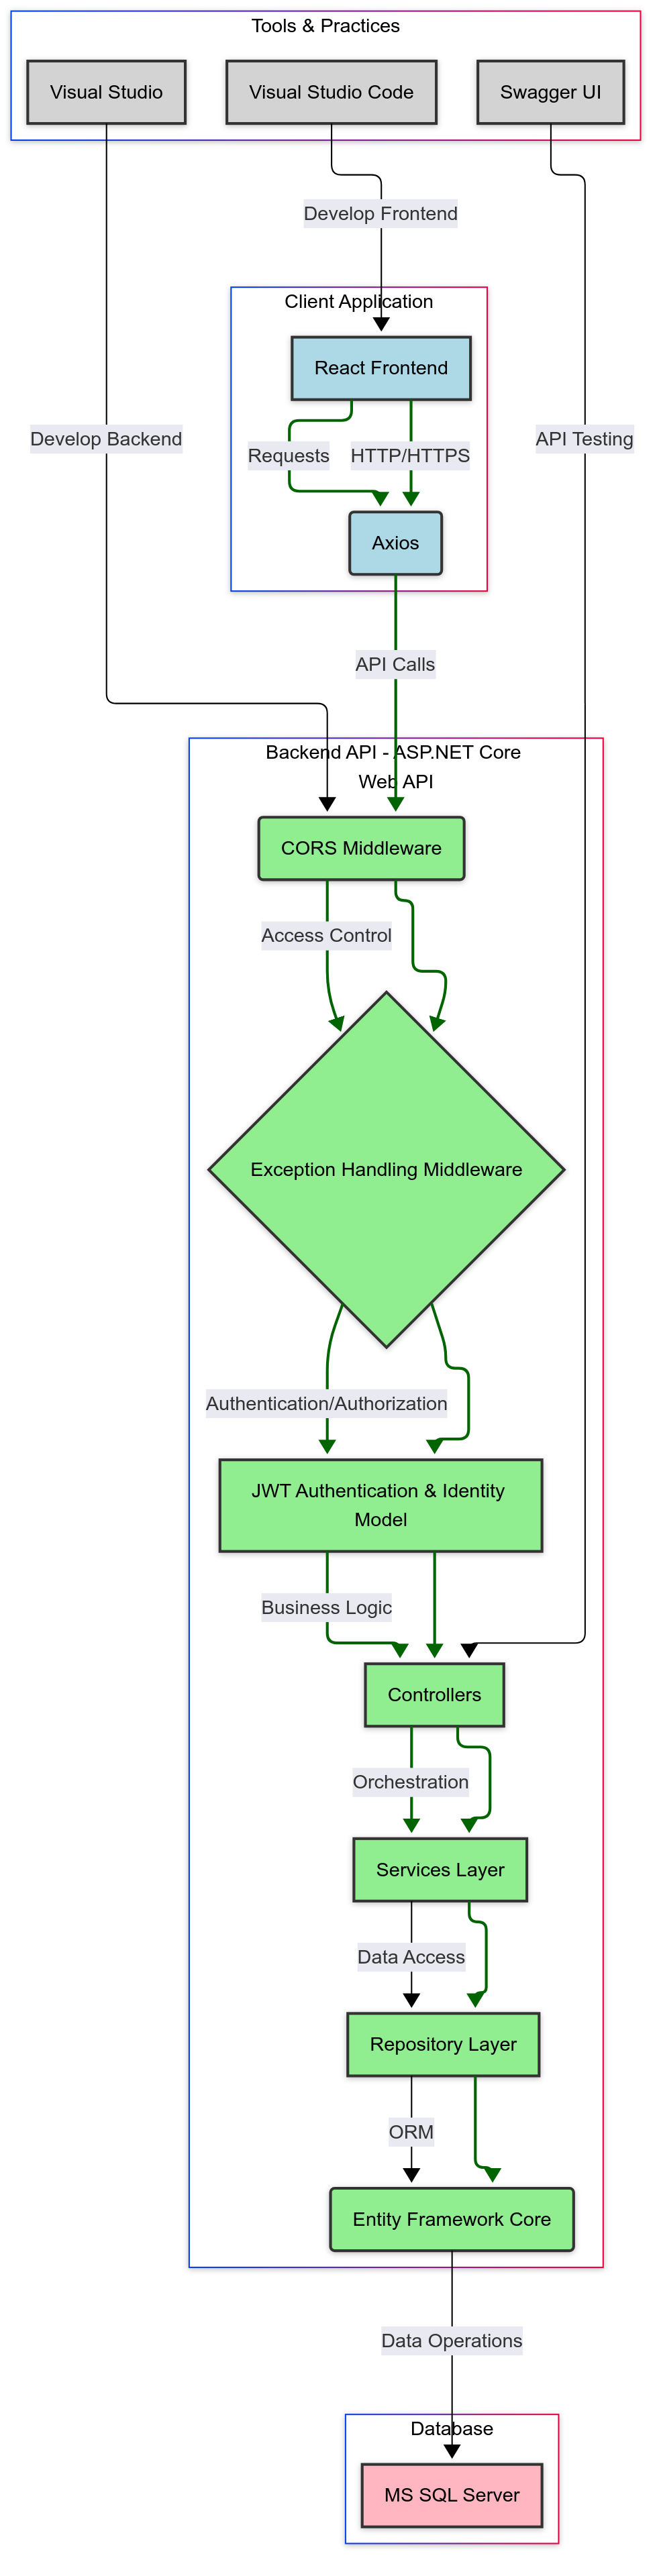 Tools & Practices
Visual Studio
Visual Studio Code
Swagger UI
Develop Frontend
Client Application
React Frontend
Develop Backend
API Testing
Requests
HTTP/HTTPS
Axios
API Calls
Backend API - ASP.NET Core
Web API
CORS Middleware
Access Control
Exception Handling Middleware
Authentication/Authorization
JWT Authentication & Identity
Model
Business Logic
Controllers
Orchestration
Services Layer
Data Access
Repository Layer
ORM
Entity Framework Core
Data Operations
Database
MS SQL Server